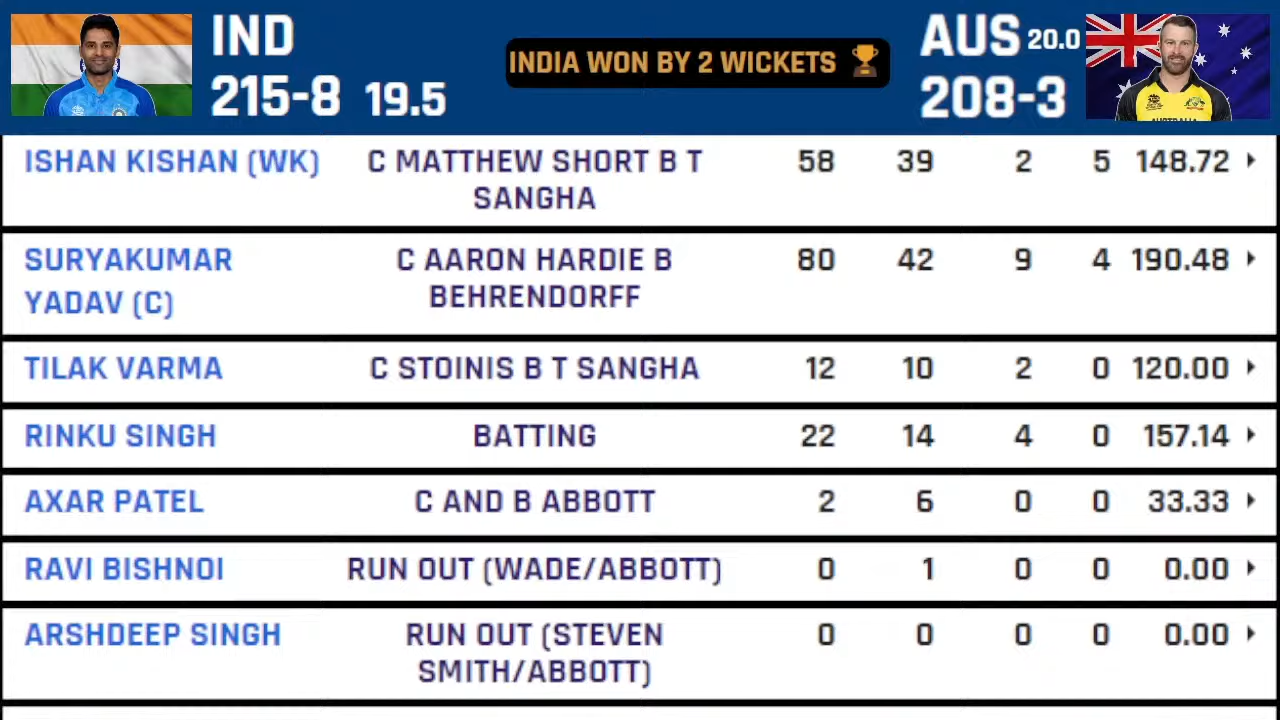 IND
215-8 19.5
INDIA WON BY 2 WICKETS
AUS 20.0
208-3
AUSTRALIA
ISHAN KISHAN (WK) C MATTHEW SHORT B T 58 39 2 5 148.72
SANGHA
SURYAKUMAR C AARON HARDIE B 80 42 9 4 190.48
YADAV (C) BEHRENDORFF
TILAK VARMA C STOINIS B T SANGHA 12 10 2 0 120.00
RINKU SINGH BATTING 22 14 4 0 157.14
AXAR PATEL C AND B ABBOTT 2 6 0 0 33.33
RAVI BISHNOI RUN OUT (WADE/ABBOTT) 0 1 0 0 0.00
ARSHDEEP SINGH RUN OUT (STEVEN 0 0 0 0 0.00
SMITH/ABBOTT)